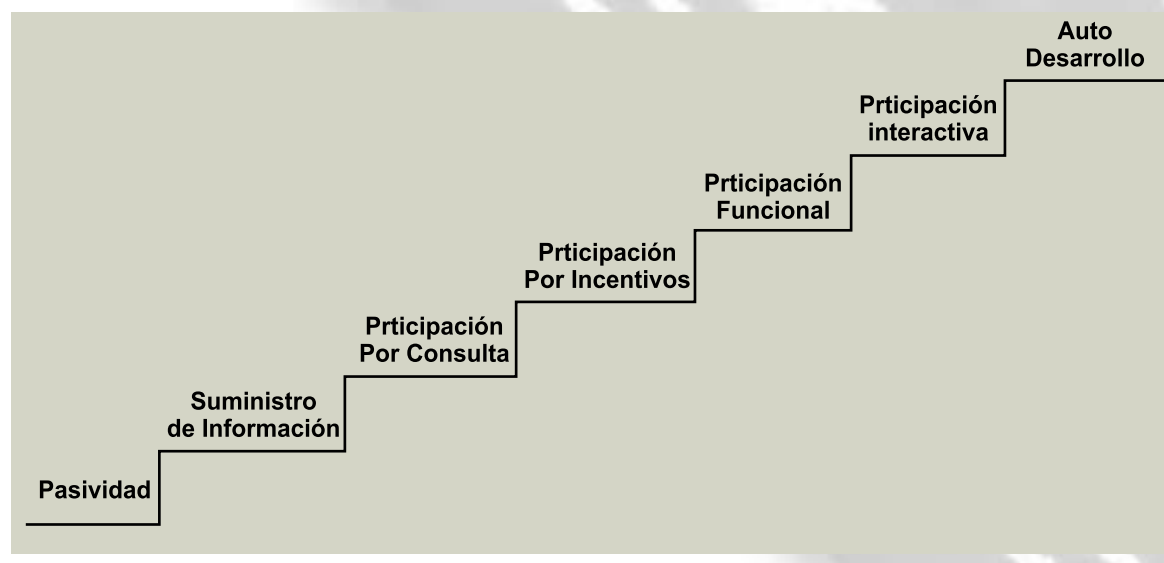 Auto
Desarrollo
Prticipación
interactiva
Prticipación
Funcional
Prticipación
Por Incentivos
Prticipación
Por Consulta
Suministro
de Información
Pasividad